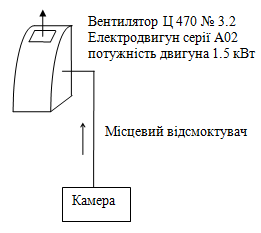 Вентилятор Ц 470 № 3.2
Електродвигун серії А02
потужність двигуна 1.5 кВт
Місцевий відсмоктувач
Камера